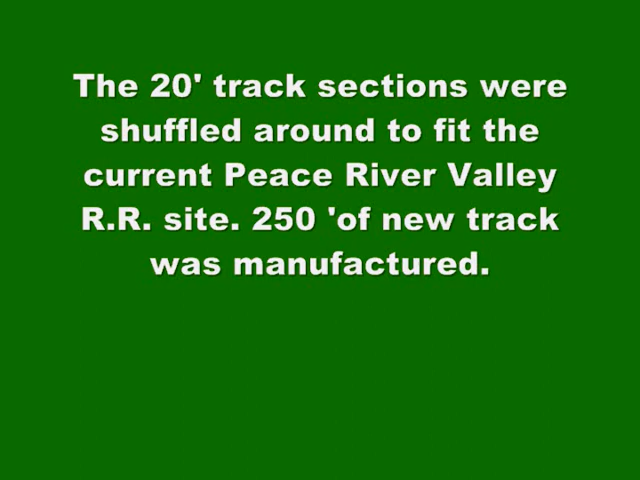 The 20' track sections were
shuffled around to fit the
current Peace River Valley
R.R. site. 250 'of new track
was manufactured.